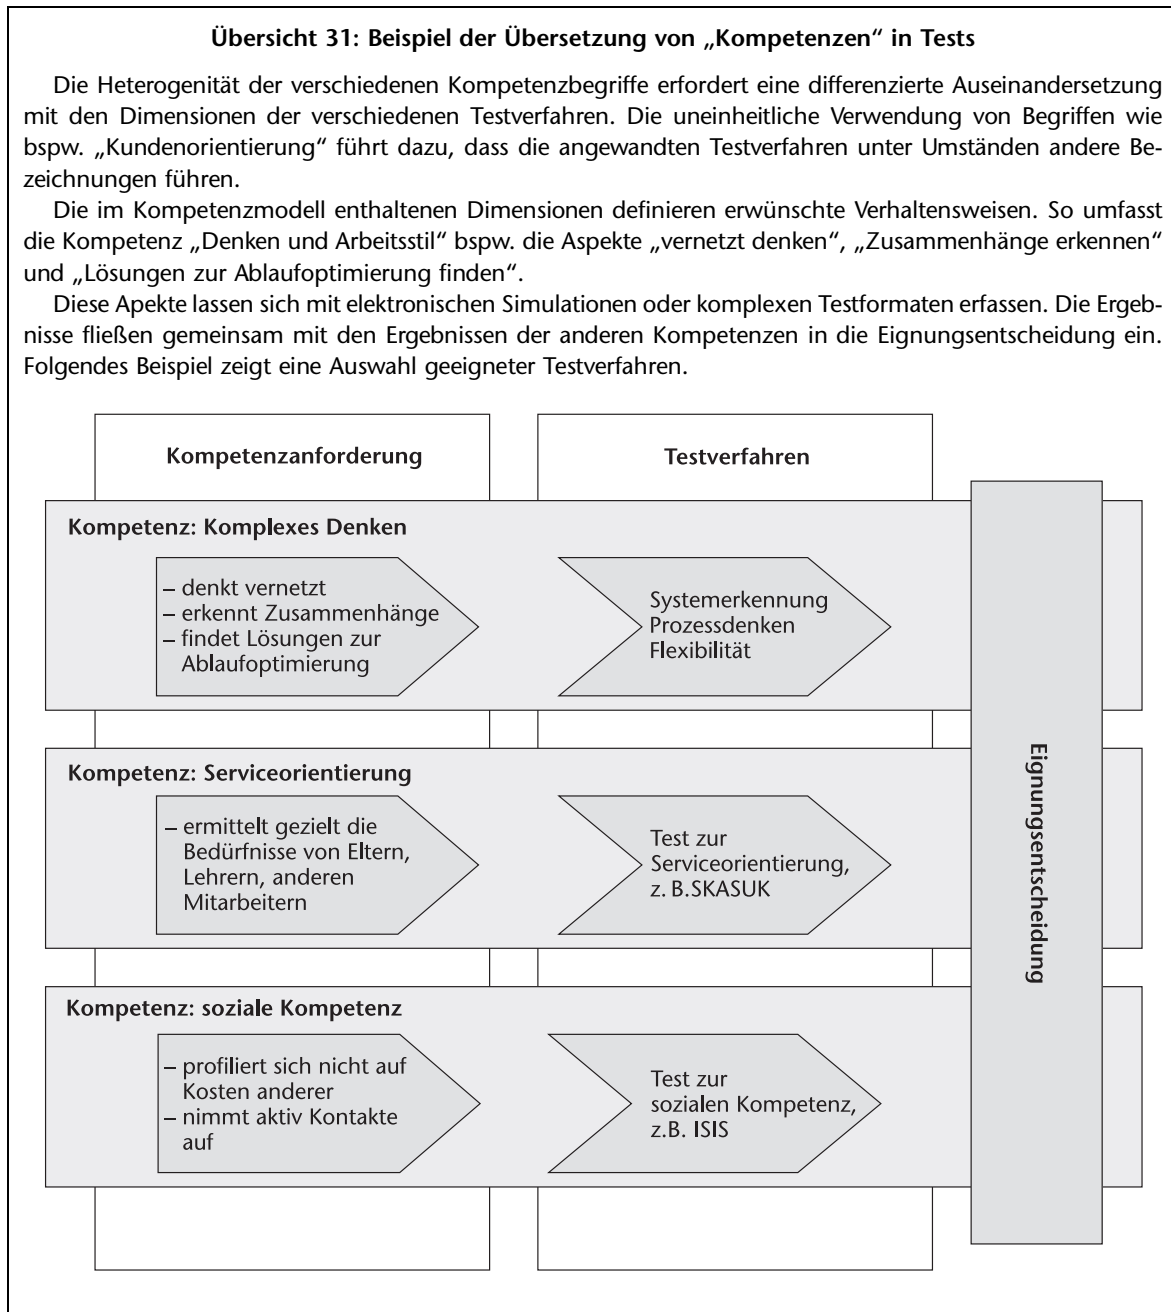 Übersicht 31: Beispiel der Übersetzung von „Kompetenzen“ in Tests
Die Heterogenität der verschiedenen Kompetenzbegriffe erfordert eine differenzierte Auseinandersetzung
mit den Dimensionen der verschiedenen Testverfahren. Die uneinheitliche Verwendung von Begriffen wie
bspw. „Kundenorientierung“ führt dazu, dass die angewandten Testverfahren unter Umständen andere Be-
zeichnungen führen.
Die im Kompetenzmodell enthaltenen Dimensionen definieren erwünschte Verhaltensweisen. So umfasst
die Kompetenz „Denken und Arbeitsstil“ bspw. die Aspekte „vernetzt denken“, „Zusammenhänge erkennen“
und „Lösungen zur Ablaufoptimierung finden“.
Diese Apekte lassen sich mit elektronischen Simulationen oder komplexen Testformaten erfassen. Die Ergeb-
nisse fließen gemeinsam mit den Ergebnissen der anderen Kompetenzen in die Eignungsentscheidung ein.
Folgendes Beispiel zeigt eine Auswahl geeigneter Testverfahren.
Kompetenzanforderung
Testverfahren
Kompetenz: Komplexes Denken
– denkt vernetzt
– erkennt Zusammenhänge
– findet Lösungen zur
Ablaufoptimierung
Systemerkennung
Prozessdenken
Flexibilität
Kompetenz: Serviceorientierung
– ermittelt gezielt die
Bedürfnisse von Eltern,
Lehrern, anderen
Mitarbeitern
Test zur
Serviceorientierung,
z. B.SKASUK
Kompetenz: soziale Kompetenz
– profiliert sich nicht auf
Kosten anderer
– nimmt aktiv Kontakte
auf
Test zur
sozialen Kompetenz,
z.B. ISIS
Eignungsentscheidung